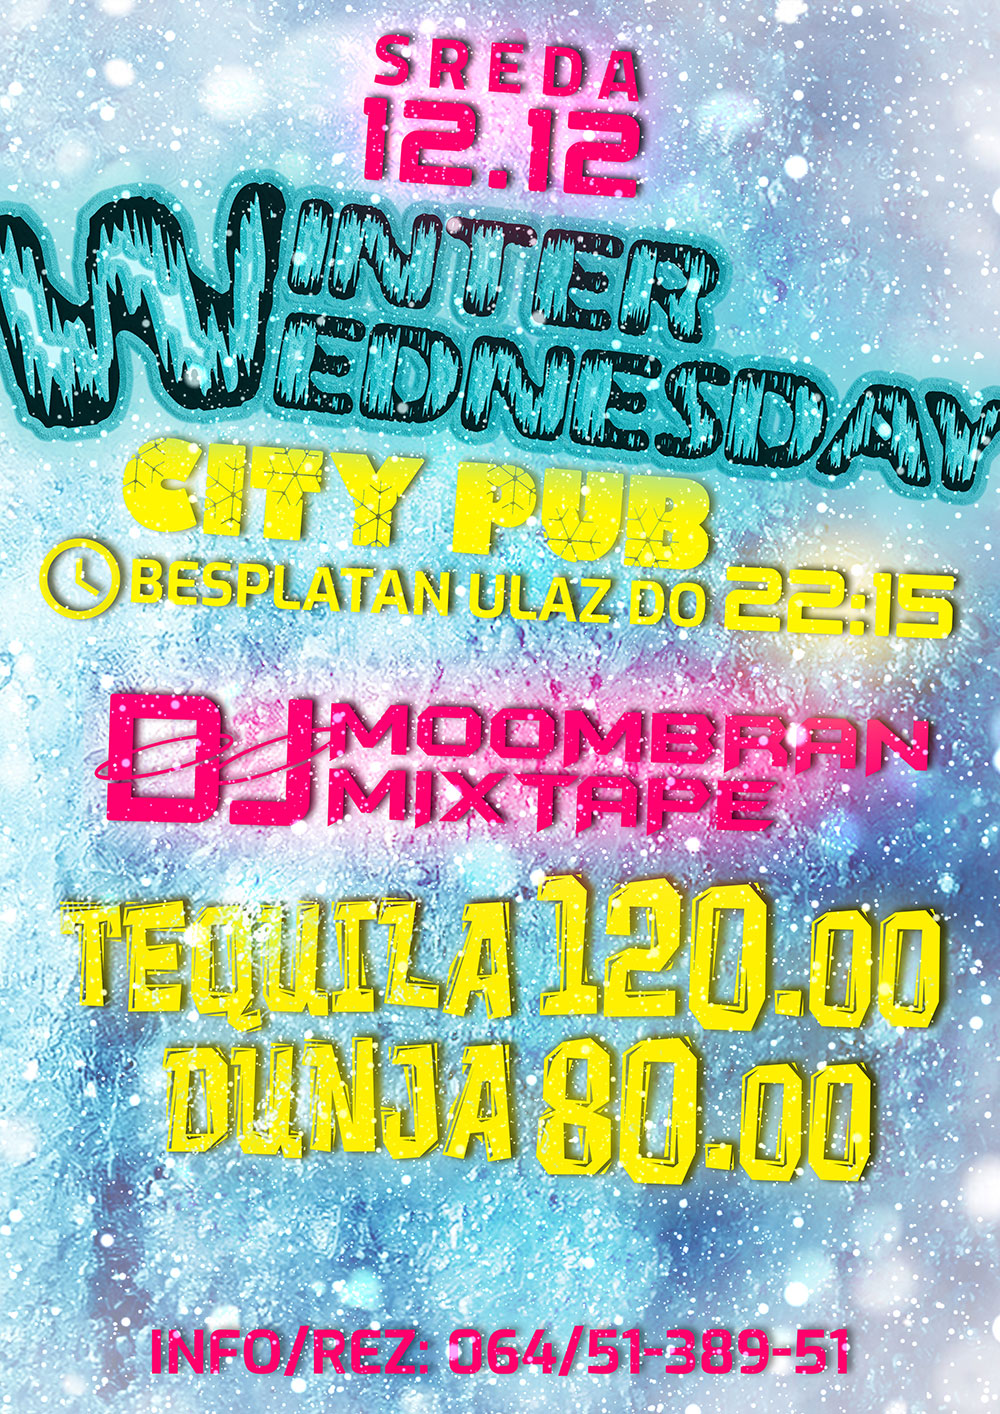 SREDA
12.12
WINTER
WEDNESDAY
CITY PUB
BESPLATAN ULAZ DO 22:15
DJ MOOMBRAN
MIXTAPE
TEQUILA 120.00
DUNJA 80.00
INFO/REZ: 064/51-389-51